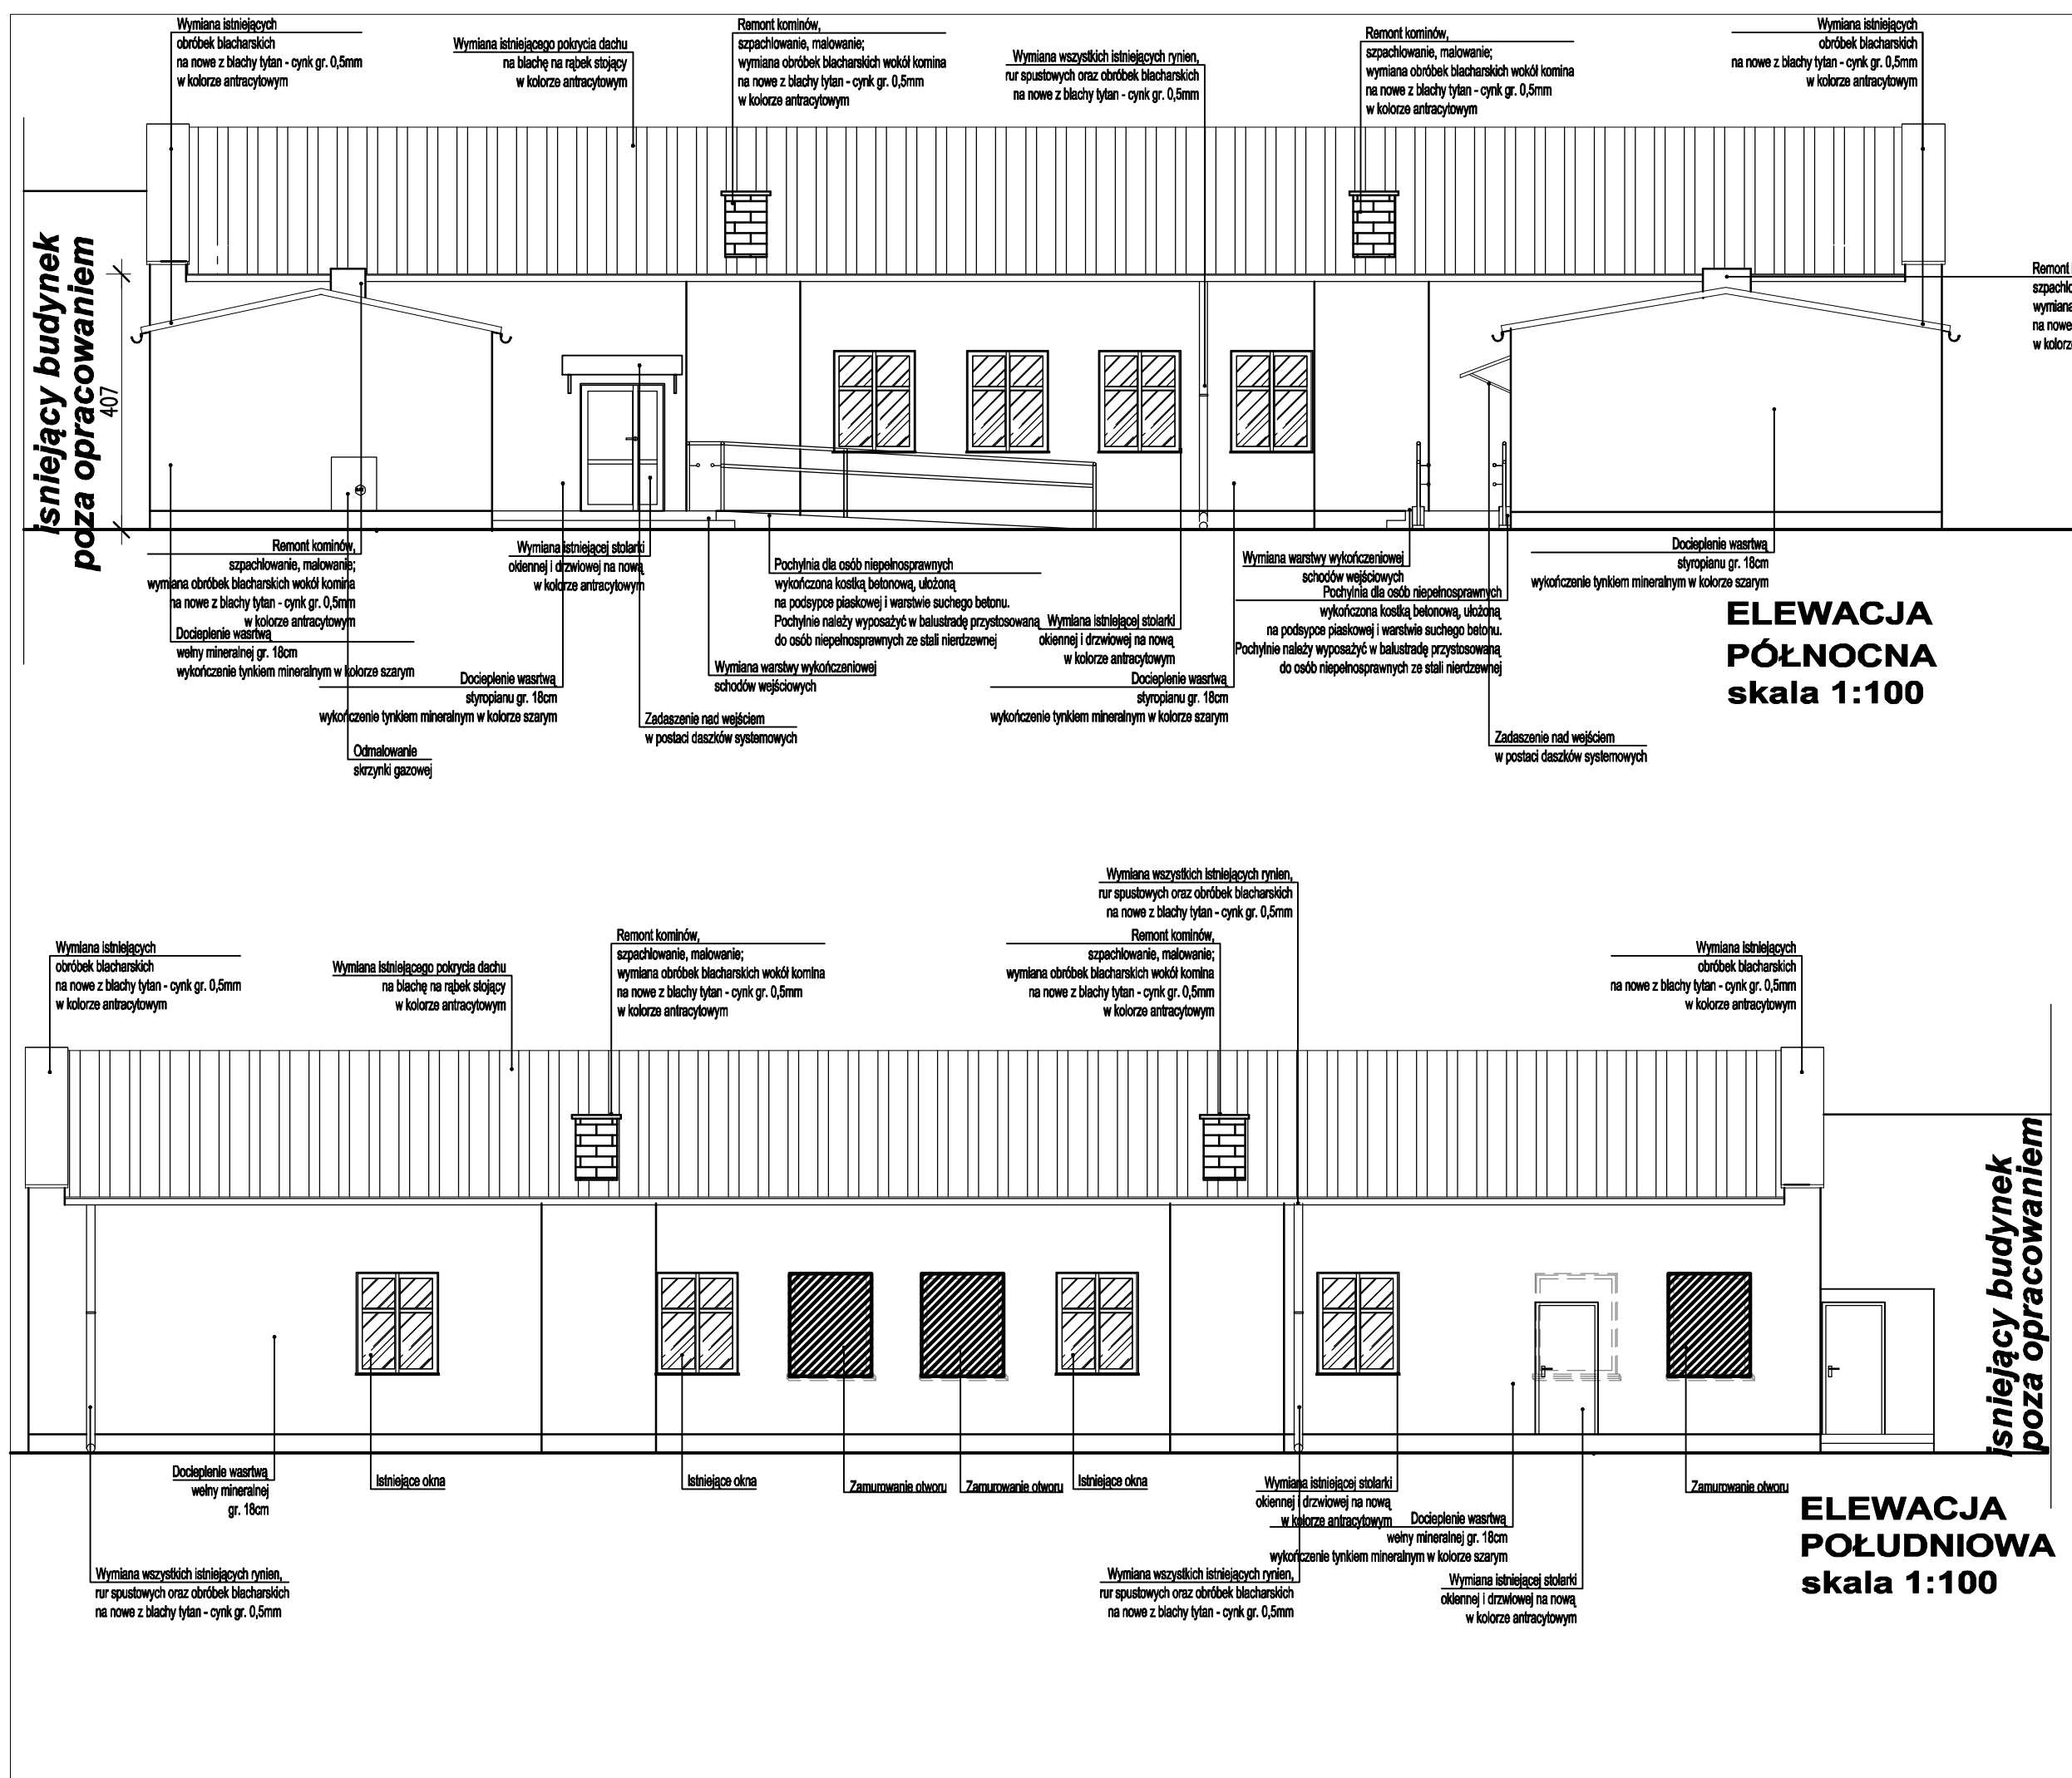 Wymiana istniejących
obróbek blacharskich
na nowe z blachy tytan - cynk gr. 0,5mm
w kolorze antracytowym
Wymiana istniejącego pokrycia dachu
na blachę na rąbek stojący
w kolorze antracytowym
Remont kominów,
szpachlowanie, malowanie;
wymiana obróbek blacharskich wokół komina
na nowe z blachy tytan - cynk gr. 0,5mm
w kolorze antracytowym
Wymiana wszystkich istniejących rynien,
rur spustowych oraz obróbek blacharskich
na nowe z blachy tytan - cynk gr. 0,5mm
Remont kominów,
szpachlowanie, malowanie;
wymiana obróbek blacharskich wokół komina
na nowe z blachy tytan - cynk gr. 0,5mm
w kolorze antracytowym
Wymiana istniejących
obróbek blacharskich
na nowe z blachy tytan - cynk gr. 0,5mm
w kolorze antracytowym
isniejący budynek
poza opracowaniem
407
Remont
szpachlo
wymiana
na nowe
w kolorze
Remont kominów,
szpachlowanie, malowanie;
wymiana obróbek blacharskich wokół komina
na nowe z blachy tytan - cynk gr. 0,5mm
w kolorze antracytowym
Docieplenie wasrtwą
wełny mineralnej gr. 18cm
wykończenie tynkiem mineralnym w kolorze szarym
Wymiana istniejącej stolarki
okiennej i drzwiowej na nową
w kolorze antracytowym
Docieplenie wasrtwą
styropianu gr. 18cm
wykończenie tynkiem mineralnym w kolorze szarym
Odmalowanie
skrzynki gazowej
Pochylnia dla osób niepełnosprawnych
wykończona kostką betonową, ułożoną
na podsypce piaskowej i warstwie suchego betonu.
Pochylnie należy wyposażyć w balustradę przystosowaną
do osób niepełnosprawnych ze stali nierdzewnej
Wymiana warstwy wykończeniowej
schodów wejściowych
Zadaszenie nad wejściem
w postaci daszków systemowych
Wymiana istniejącej stolarki
okiennej i drzwiowej na nową
w kolorze antracytowym
Docieplenie wasrtwą
styropianu gr. 18cm
wykończenie tynkiem mineralnym w kolorze szarym
Wymiana warstwy wykończeniowej
schodów wejściowych
Pochylnia dla osób niepełnosprawnych
wykończona kostką betonową, ułożoną
na podsypce piaskowej i warstwie suchego betonu.
Pochylnie należy wyposażyć w balustradę przystosowaną
do osób niepełnosprawnych ze stali nierdzewnej
Zadaszenie nad wejściem
w postaci daszków systemowych
Docieplenie wasrtwą
styropianu gr. 18cm
wykończenie tynkiem mineralnym w kolorze szarym
ELEWACJA
PÓŁNOCNA
skala 1:100
Wymiana istniejących
obróbek blacharskich
na nowe z blachy tytan - cynk gr. 0,5mm
w kolorze antracytowym
Wymiana istniejącego pokrycia dachu
na blachę na rąbek stojący
w kolorze antracytowym
Remont kominów,
szpachlowanie, malowanie;
wymiana obróbek blacharskich wokół komina
na nowe z blachy tytan - cynk gr. 0,5mm
w kolorze antracytowym
Wymiana wszystkich istniejących rynien,
rur spustowych oraz obróbek blacharskich
na nowe z blachy tytan - cynk gr. 0,5mm
Remont kominów,
szpachlowanie, malowanie;
wymiana obróbek blacharskich wokół komina
na nowe z blachy tytan - cynk gr. 0,5mm
w kolorze antracytowym
Wymiana istniejących
obróbek blacharskich
na nowe z blachy tytan - cynk gr. 0,5mm
w kolorze antracytowym
isniejący budynek
poza opracowaniem
Docieplenie wasrtwą
wełny mineralnej
gr. 18cm
Istniejące okna
Istniejące okna
Zamurowanie otworu
Zamurowanie otworu
Istniejące okna
Wymiana istniejącej stolarki
okiennej i drzwiowej na nową
w kolorze antracytowym
Docieplenie wasrtwą
wełny mineralnej gr. 18cm
wykończenie tynkiem mineralnym w kolorze szarym
Zamurowanie otworu
Wymiana wszystkich istniejących rynien,
rur spustowych oraz obróbek blacharskich
na nowe z blachy tytan - cynk gr. 0,5mm
Wymiana wszystkich istniejących rynien,
rur spustowych oraz obróbek blacharskich
na nowe z blachy tytan - cynk gr. 0,5mm
Wymiana istniejącej stolarki
okiennej i drzwiowej na nową
w kolorze antracytowym
ELEWACJA
POŁUDNIOWA
skala 1:100